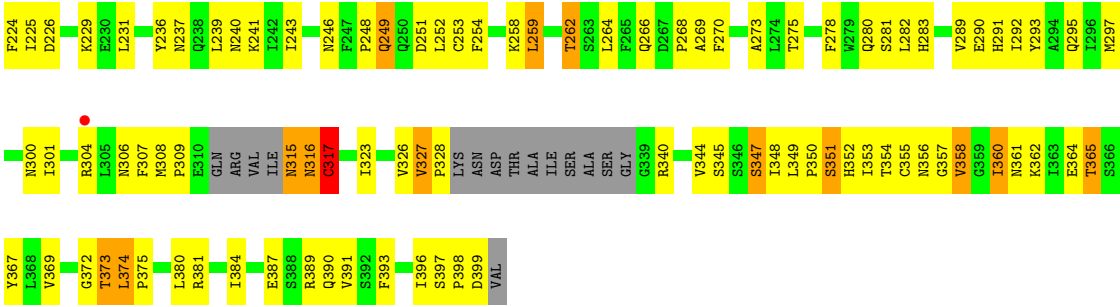 F224 I225 D226 K229 E230 L231 Y236 N237 Q238 L239 N240 K241 I242 I243 N246 F247 P248 Q249 Q250 D251 L252 C253 F254 K258 L259 T262 S263 L264 F265 Q266 D267 P268 A269 F270 A273 L274 T275 F278 W279 Q280 S281 L282 H283 V289 E290 H291 I292 Y293 A294 Q295 I296 M297
N300 I301 R304 L305 N306 F307 M308 P309 E310 GLN ARG VAL ILE N315 N316 C317 I323 V326 V327 P328 LYS ASN ASP THR ALA ILE SER ALA SER GLY G339 R340 V344 S345 S346 S347 I348 L349 P350 S351 H352 I353 T354 C355 N356 G357 V358 G359 I360 N361 K362 I363 E364 T365 S366
Y367 L368 V369 G372 T373 L374 P375 L380 R381 I384 E387 S388 R389 Q390 V391 S392 F393 I396 S397 P398 D399 VAL